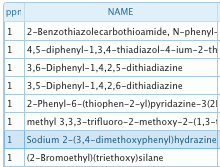 ppn NAME
1 2-Benzothiazolecarbothioamide, N-phenyl-
1 4,5-diphenyl-1,3,4-thiadiazol-4-ium-2-th
1 3,6-Diphenyl-1,4,2,5-dithiadiazine
1 3,5-Diphenyl-1,4,2,6-dithiadiazine
1 2-Phenyl-6-(thiophen-2-yl)pyridazine-3(2
1 methyl 3,3,3-trifluoro-2-methoxy-2-(1,3-t
1 Sodium 2-(3,4-dimethoxyphenyl)hydrazine
1 (2-Bromoethyl)(triethoxy)silane